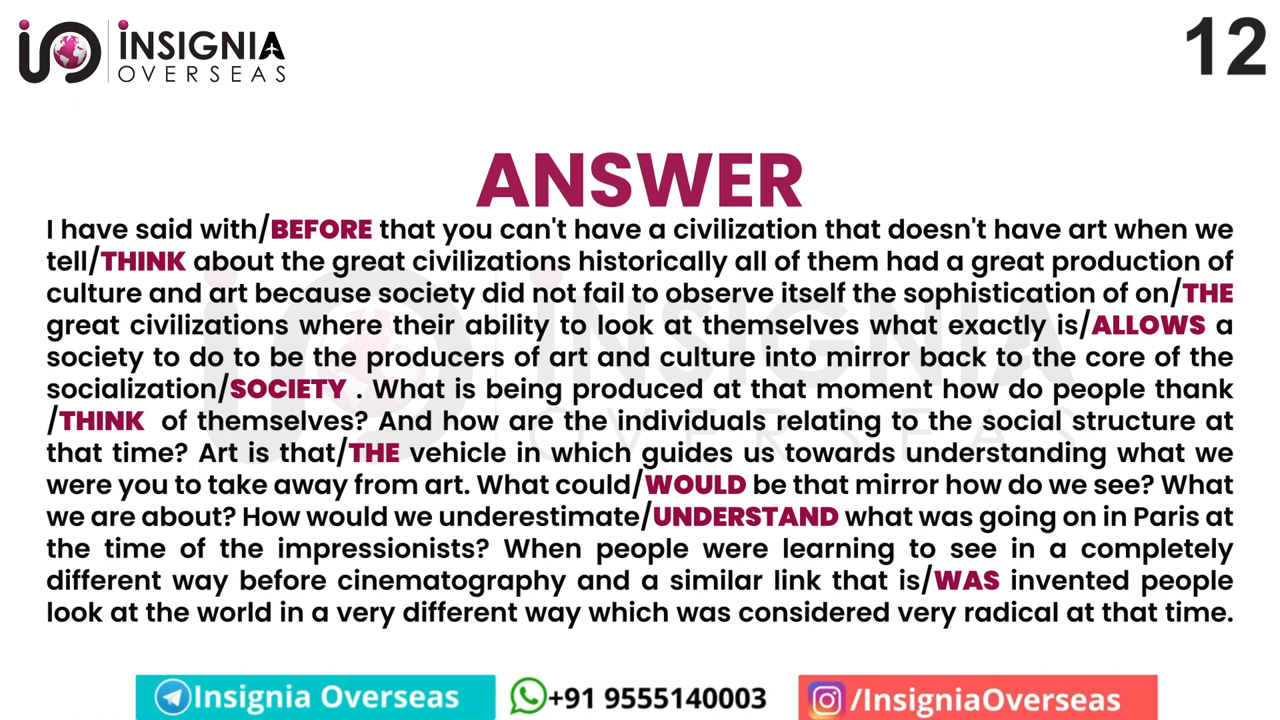 iO INSIGNIA
OVERSEAS
12
ANSWER
I have said with/BEFORE that you can't have a civilization that doesn't have art when we
tell/THINK about the great civilizations historically all of them had a great production of
culture and art because society did not fail to observe itself the sophistication of on/THE
great civilizations where their ability to look at themselves what exactly is/ALLOWS a
society to do to be the producers of art and culture into mirror back to the core of the
socialization/SOCIETY . What is being produced at that moment how do people thank
/THINK of themselves? And how are the individuals relating to the social structure at
that time? Art is that/THE vehicle in which guides us towards understanding what we
were you to take away from art. What could/WOULD be that mirror how do we see? What
we are about? How would we underestimate/UNDERSTAND what was going on in Paris at
the time of the impressionists? When people were learning to see in a completely
different way before cinematography and a similar link that is/WAS invented people
look at the world in a very different way which was considered very radical at that time.
Insignia Overseas
+91 9555140003
/InsigniaOverseas